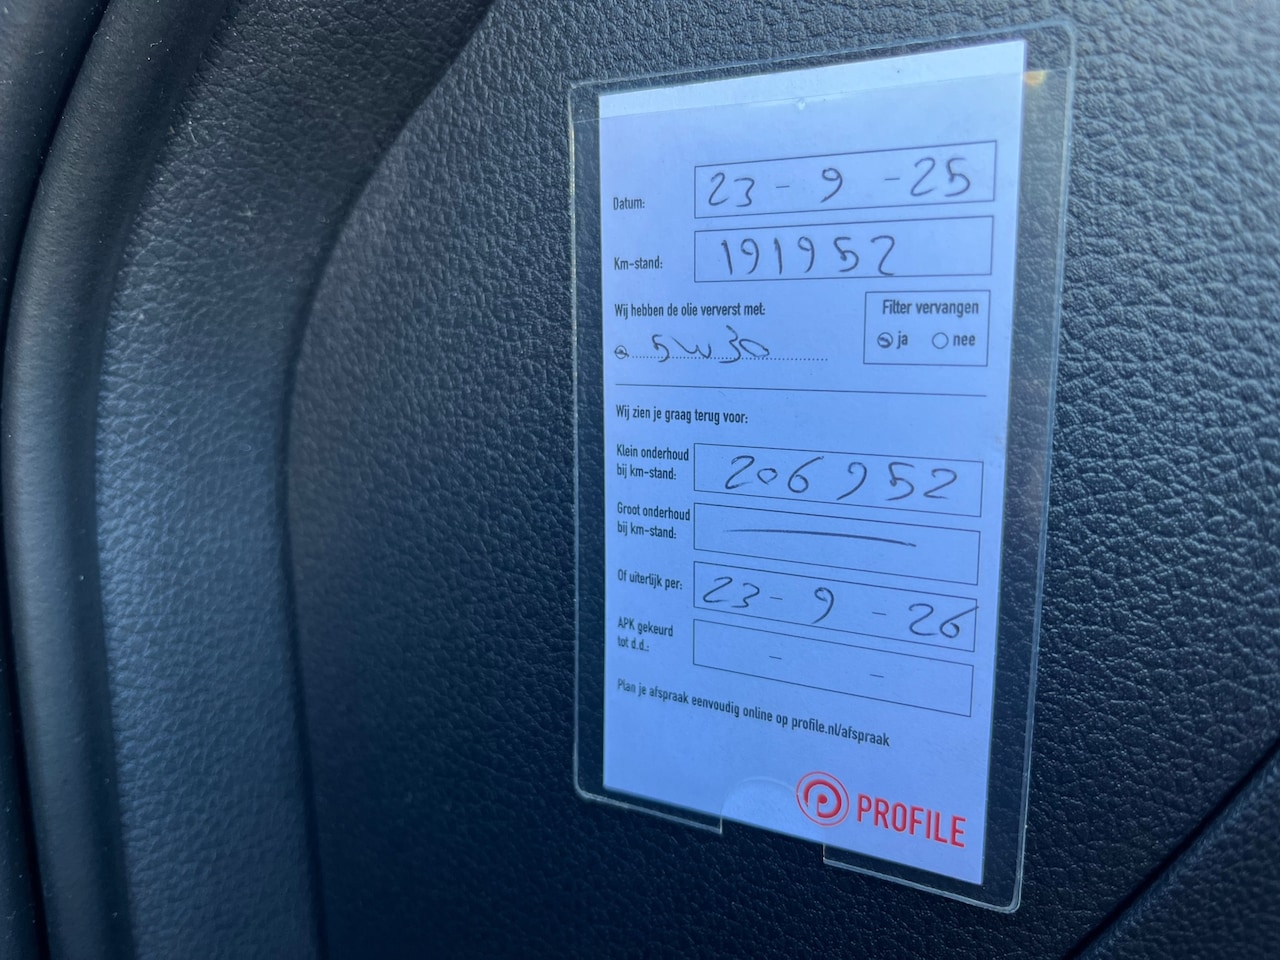 Datum: 23 - 9 - 25
Km-stand: 191952
Wij hebben de olie ververst met:
5w30
Filter vervangen
ja nee
Wij zien je graag terug voor:
Klein onderhoud
bij km-stand: 206952
Groot onderhoud
bij km-stand: —
Of uiterlijk per: 23 - 9 - 26
APK gekeurd
tot d.d.: - -
Plan je afspraak eenvoudig online op profile.nl/afspraak
PROFILE